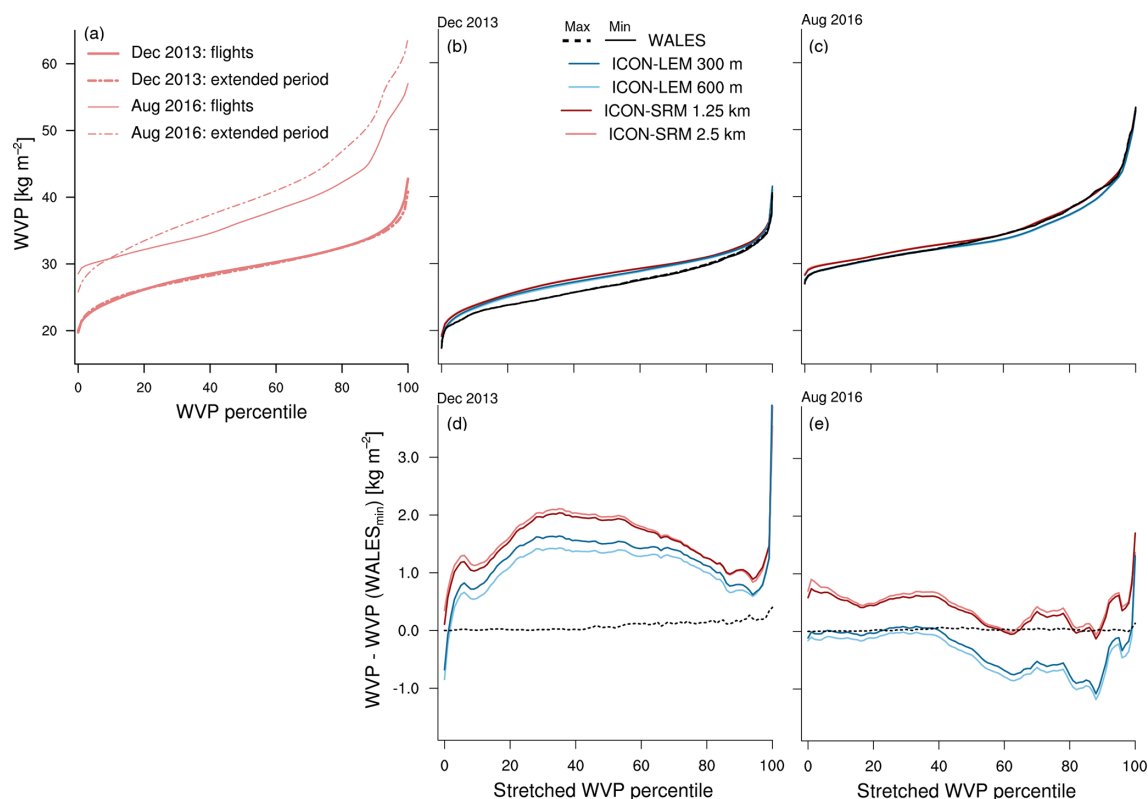 (a)
Dec 2013: flights
Dec 2013: extended period
Aug 2016: flights
Aug 2016: extended period
WVP [kg m−2]
60
50
40
30
20
0 20 40 60 80 100
WVP percentile
Dec 2013
(b)
Max Min
WALES
ICON-LEM 300 m
ICON-LEM 600 m
ICON-SRM 1.25 km
ICON-SRM 2.5 km
Aug 2016
(c)
Dec 2013
(d)
WVP - WVP (WALESmin) [kg m−2]
3.0
2.0
1.0
0.0
-1.0
0 20 40 60 80 100
Stretched WVP percentile
Aug 2016
(e)
0 20 40 60 80 100
Stretched WVP percentile